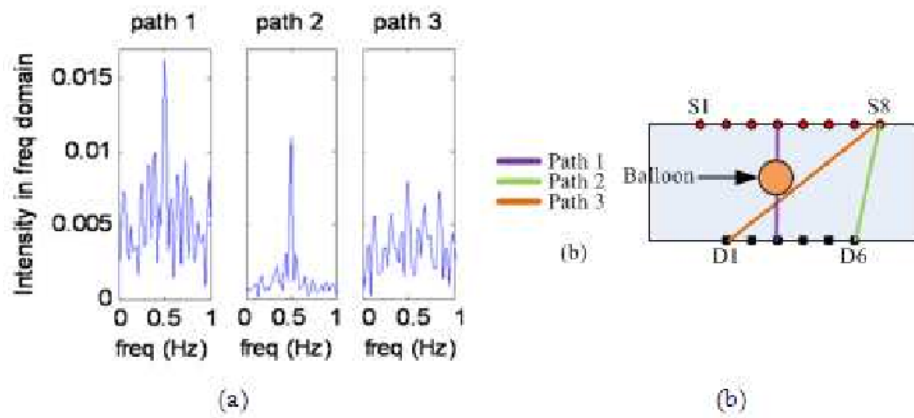 path 1 path 2 path 3
Intensity in freq domain
0.015
0.01
0.005
0
0 0.5 1 0 0.5 1 0 0.5 1
freq (Hz) freq (Hz) freq (Hz)
(a)
Path 1
Path 2
Path 3
(b)
S1 S8
Balloon
D1 D6
(b)